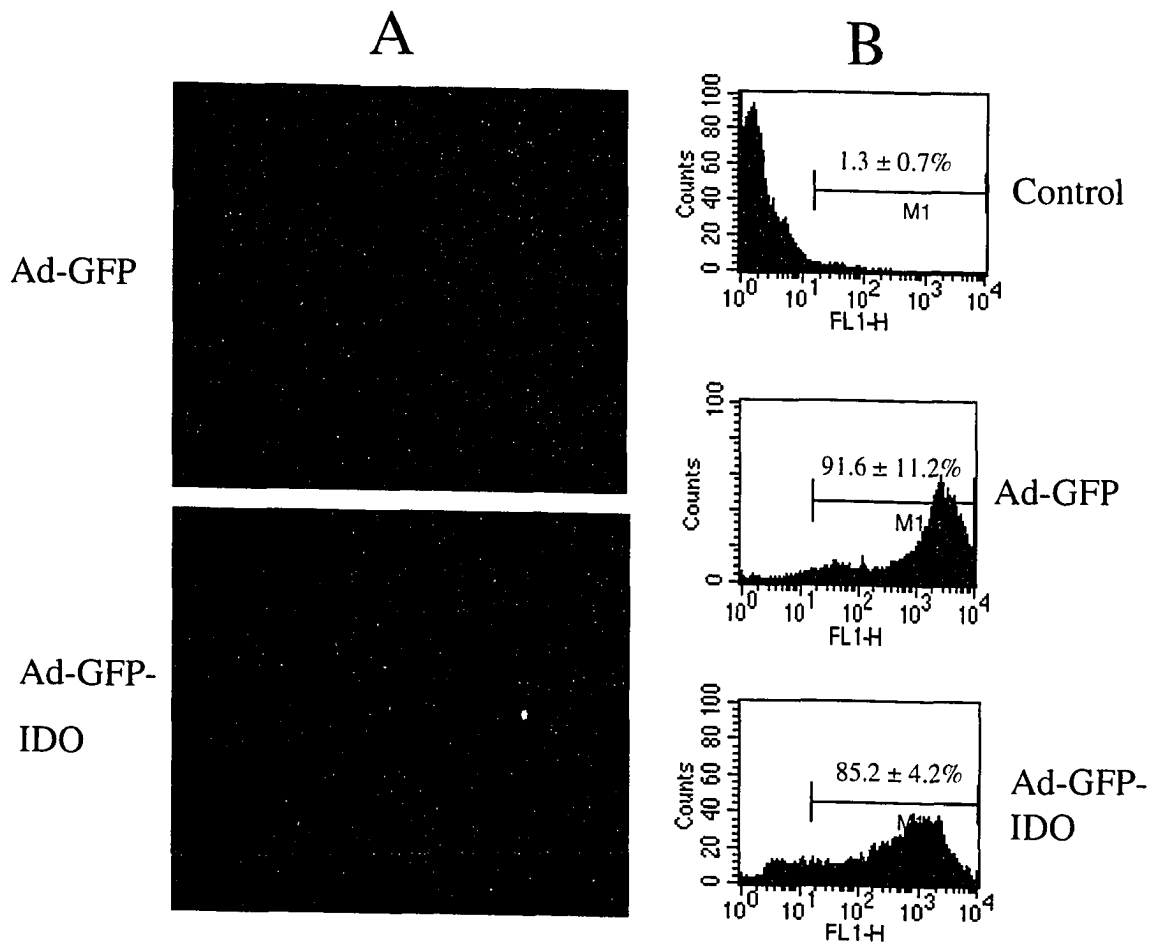 A
B
Ad-GFP
Ad-GFP-
IDO
100
80
60
40
20
0
Counts
1.3 ± 0.7%
M1
10^0 10^1 10^2 10^3 10^4
FL1-H
Control
100
0
Counts
91.6 ± 11.2%
M1
10^0 10^1 10^2 10^3 10^4
FL1-H
Ad-GFP
100
80
60
40
20
0
Counts
85.2 ± 4.2%
M1
10^0 10^1 10^2 10^3 10^4
FL1-H
Ad-GFP-
IDO